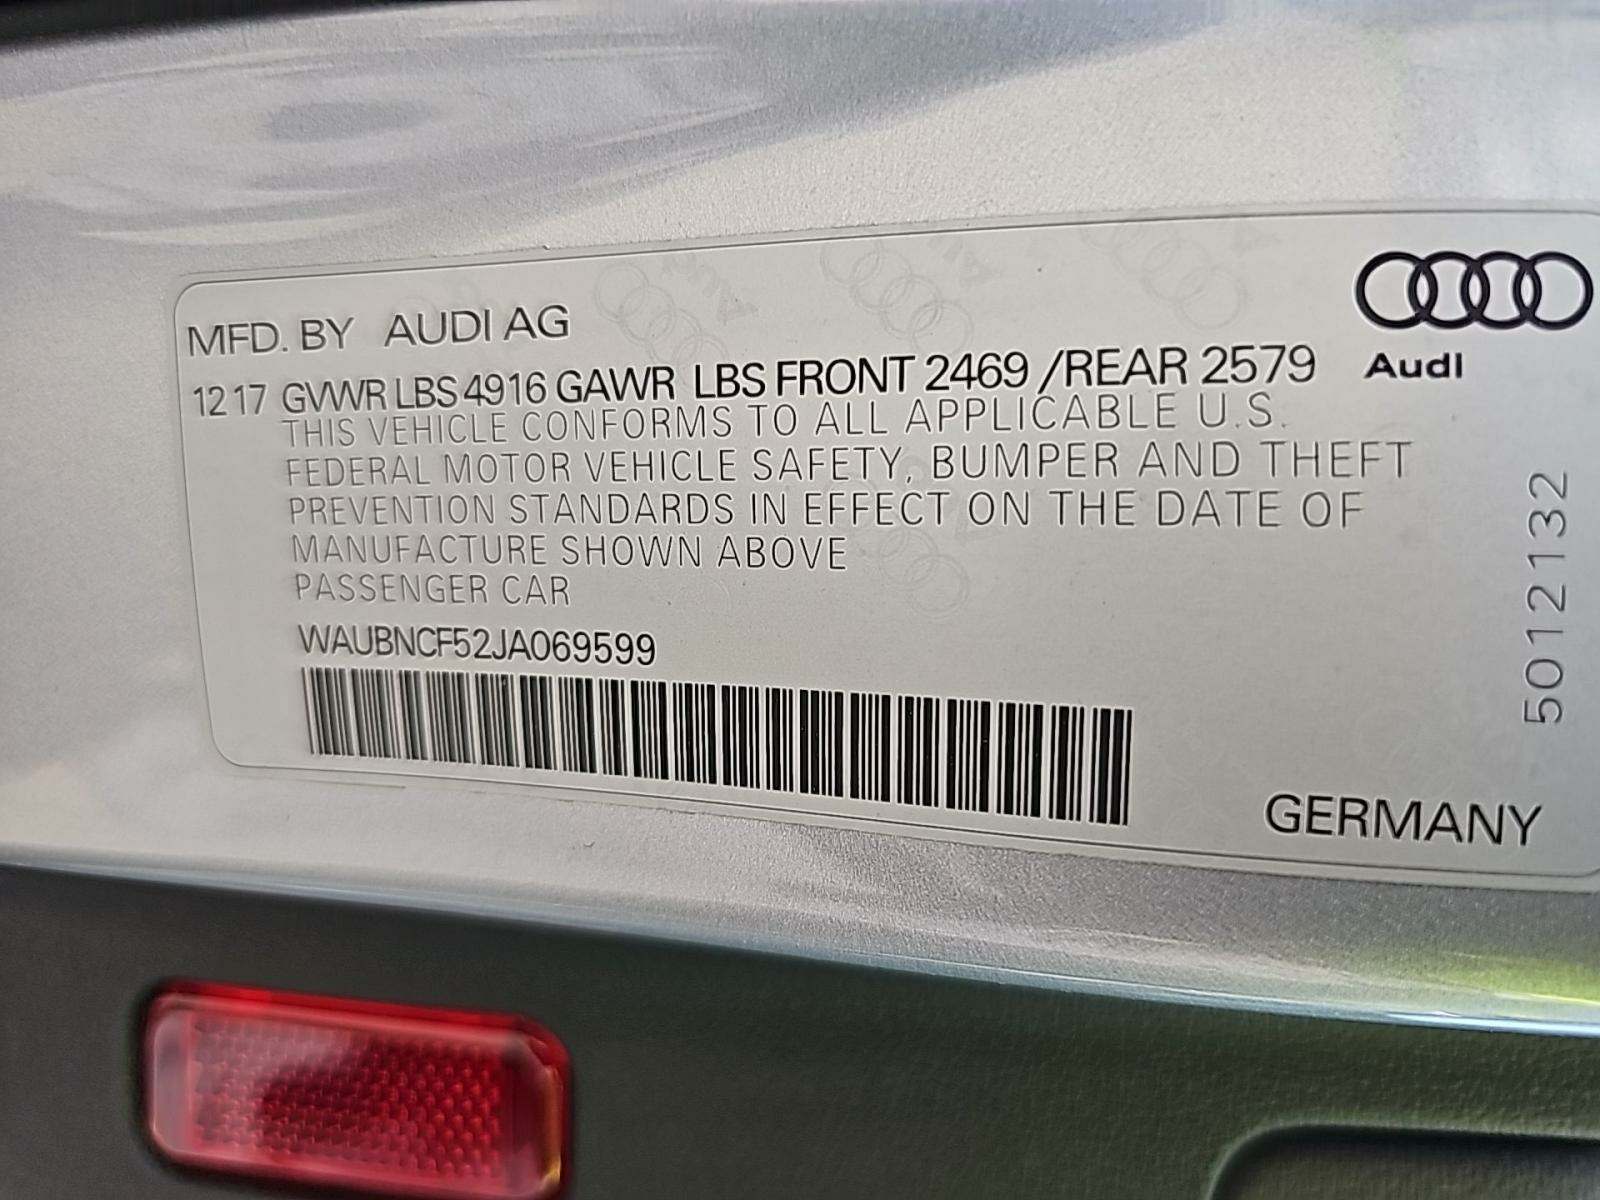 MFD. BY AUDI AG
Audi
12 17 GVWR LBS 4916 GAWR LBS FRONT 2469 /REAR 2579
THIS VEHICLE CONFORMS TO ALL APPLICABLE U.S.
FEDERAL MOTOR VEHICLE SAFETY, BUMPER AND THEFT
PREVENTION STANDARDS IN EFFECT ON THE DATE OF
MANUFACTURE SHOWN ABOVE
PASSENGER CAR
WAUBNCF52JA069599
5012132
GERMANY